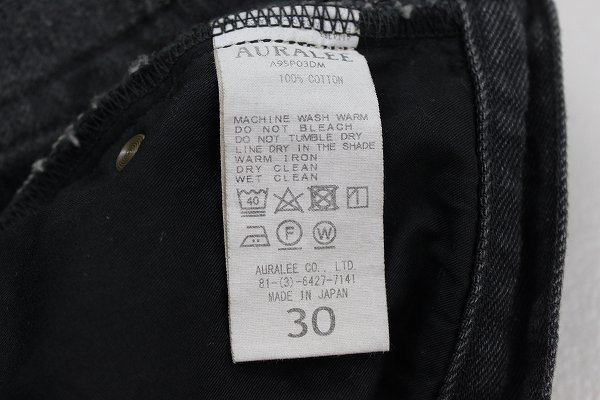 AURALEE
A9SP03DM
100% COTTON
MACHINE WASH WARM
DO NOT BLEACH
DO NOT TUMBLE DRY
LINE DRY IN THE SHADE
WARM IRON
DRY CLEAN
WET CLEAN
40
P W
AURALEE CO., LTD.
81-(3)-6427-7141
MADE IN JAPAN
30